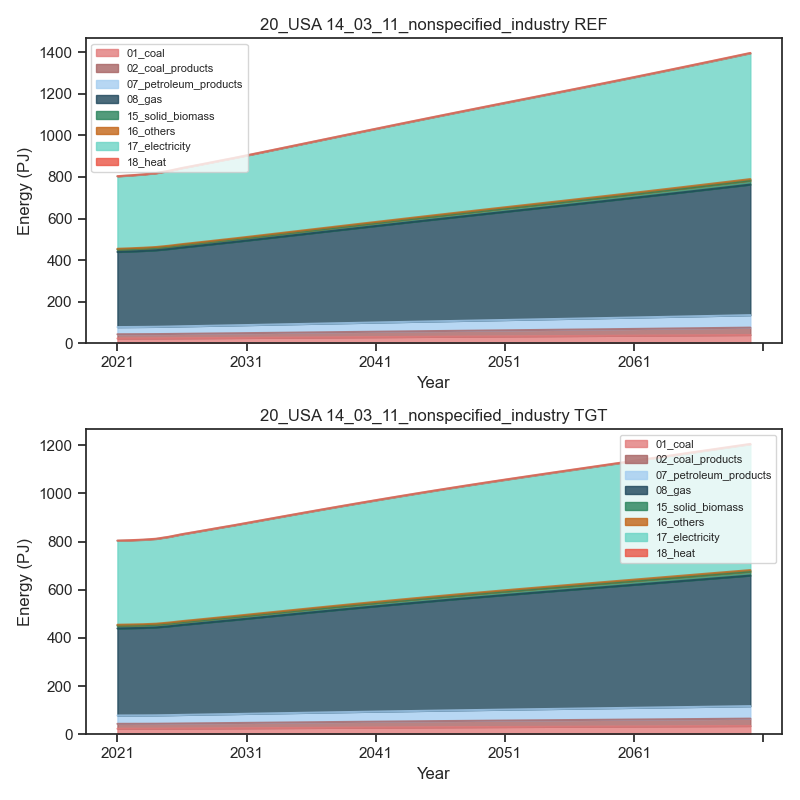 20_USA 14_03_11_nonspecified_industry REF
Energy (PJ)
1400
1200
1000
800
600
400
200
0
01_coal
02_coal_products
07_petroleum_products
08_gas
15_solid_biomass
16_others
17_electricity
18_heat
2021 2031 2041 2051 2061
Year
20_USA 14_03_11_nonspecified_industry TGT
Energy (PJ)
1200
1000
800
600
400
200
0
01_coal
02_coal_products
07_petroleum_products
08_gas
15_solid_biomass
16_others
17_electricity
18_heat
2021 2031 2041 2051 2061
Year